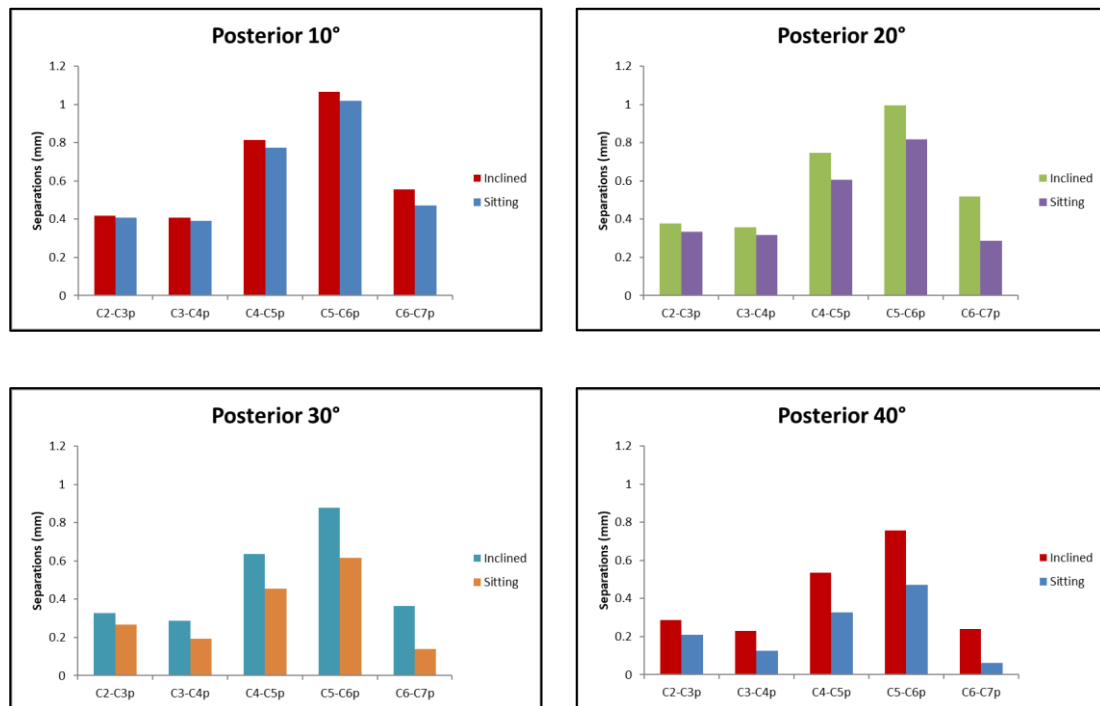 Posterior 10°
1.2
1
0.8
0.6
0.4
0.2
0
Separations (mm)
C2-C3p C3-C4p C4-C5p C5-C6p C6-C7p
Inclined
Sitting
Posterior 20°
1.2
1
0.8
0.6
0.4
0.2
0
Separations (mm)
C2-C3p C3-C4p C4-C5p C5-C6p C6-C7p
Inclined
Sitting
Posterior 30°
1.2
1
0.8
0.6
0.4
0.2
0
Separations (mm)
C2-C3p C3-C4p C4-C5p C5-C6p C6-C7p
Inclined
Sitting
Posterior 40°
1.2
1
0.8
0.6
0.4
0.2
0
Separations (mm)
C2-C3p C3-C4p C4-C5p C5-C6p C6-C7p
Inclined
Sitting